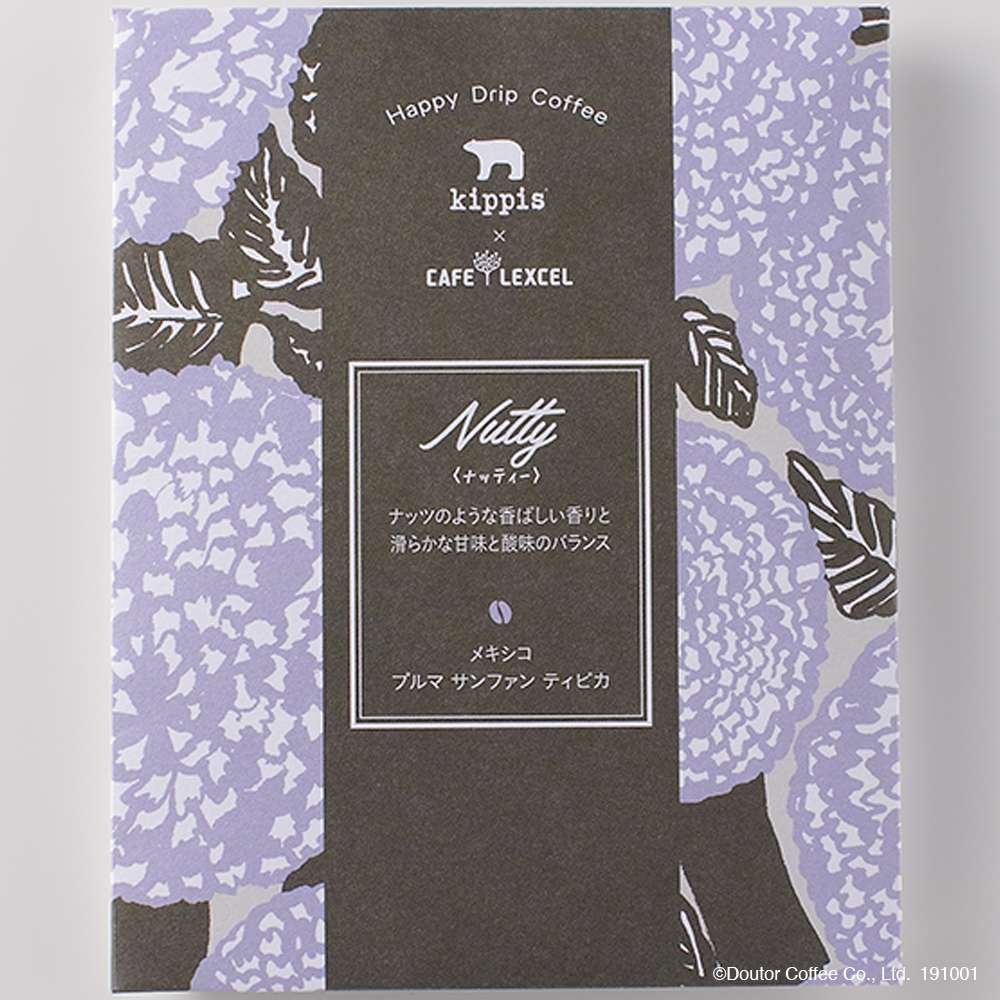 Happy Drip Coffee
kippis
×
CAFE LEXCEL
Nutty
〈ナッティー〉
ナッツのような香ばしい香りと
滑らかな甘味と酸味のバランス
メキシコ
プルマ サンファン ティピカ
©Doutor Coffee Co., Ltd. 191001